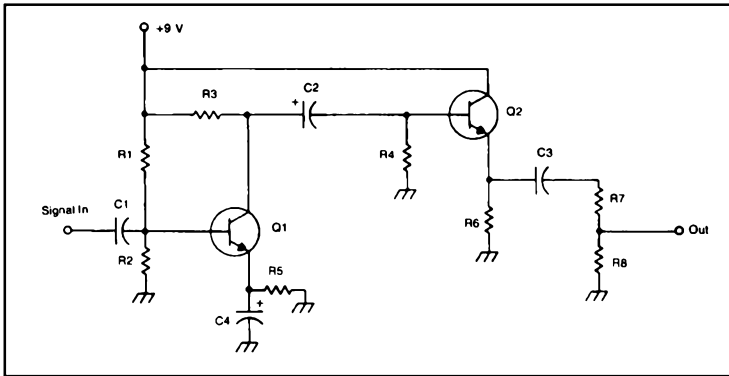 +9 V
C2
+
R3
Q2
R1
R4
C3
Signal In
C1
R7
Q1
R6
Out
R2
R5
R8
+
C4